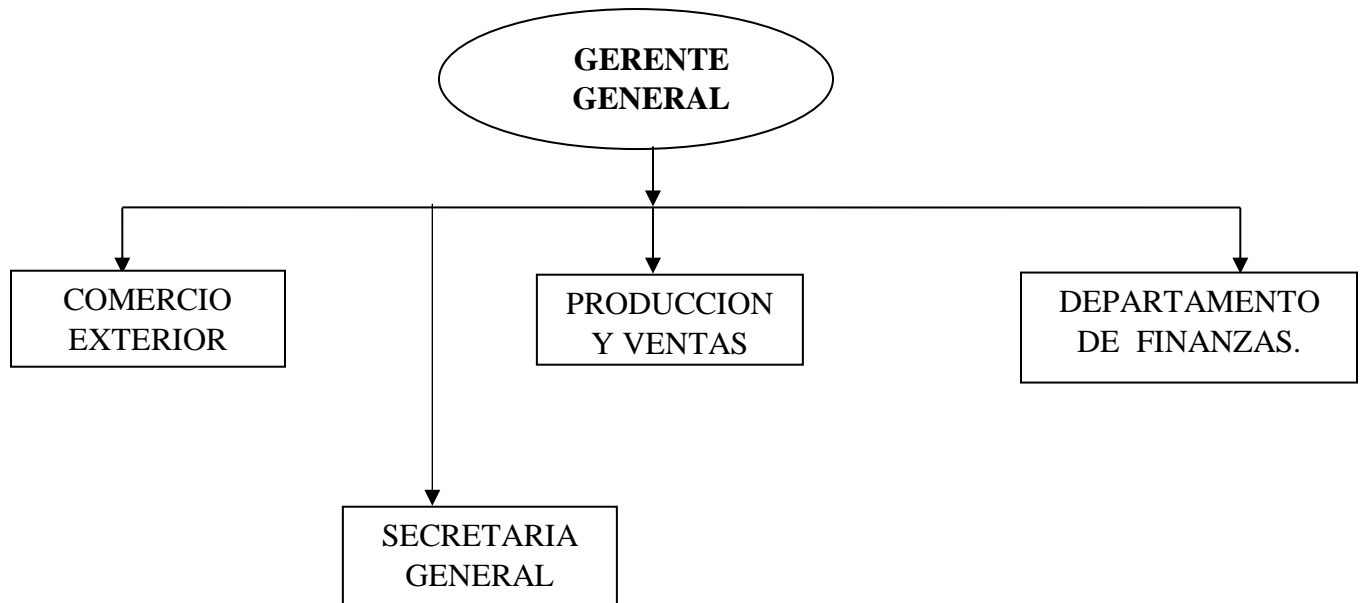 GERENTE
GENERAL
COMERCIO
EXTERIOR
PRODUCCION
Y VENTAS
DEPARTAMENTO
DE FINANZAS.
SECRETARIA
GENERAL